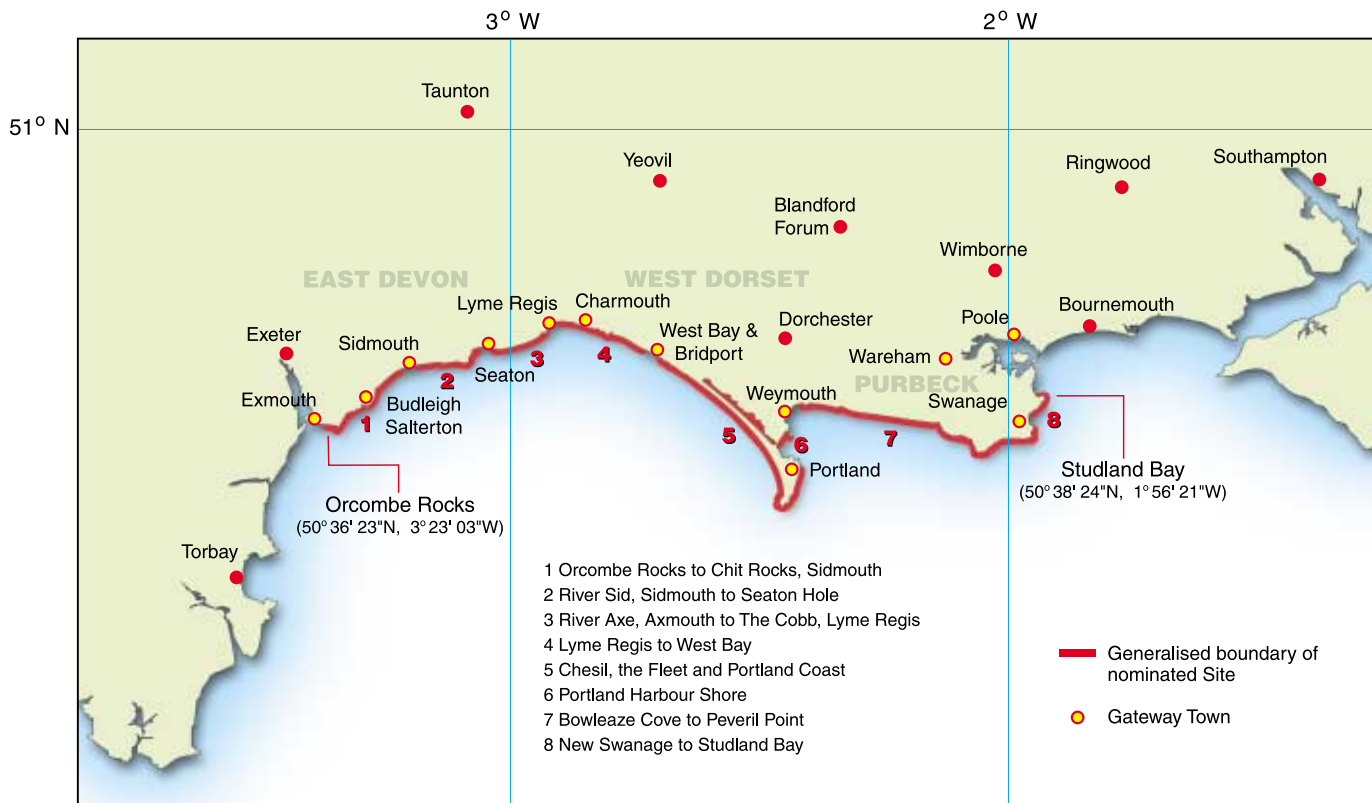 3° W
2° W
51° N
Taunton
Yeovil
Ringwood
Southampton
Blandford
Forum
Wimborne
EAST DEVON
WEST DORSET
Lyme Regis
Charmouth
Bournemouth
Exeter
Sidmouth
West Bay &
Bridport
Dorchester
Poole
Wareham
Seaton
PURBECK
Exmouth
Budleigh
Salterton
Weymouth
Swanage
1
2
3
4
5
6
7
8
Portland
Studland Bay
(50° 38' 24"N, 1° 56' 21"W)
Orcombe Rocks
(50° 36' 23"N, 3° 23' 03"W)
Torbay
1 Orcombe Rocks to Chit Rocks, Sidmouth
2 River Sid, Sidmouth to Seaton Hole
3 River Axe, Axmouth to The Cobb, Lyme Regis
4 Lyme Regis to West Bay
5 Chesil, the Fleet and Portland Coast
6 Portland Harbour Shore
7 Bowleaze Cove to Peveril Point
8 New Swanage to Studland Bay
Generalised boundary of
nominated Site
Gateway Town